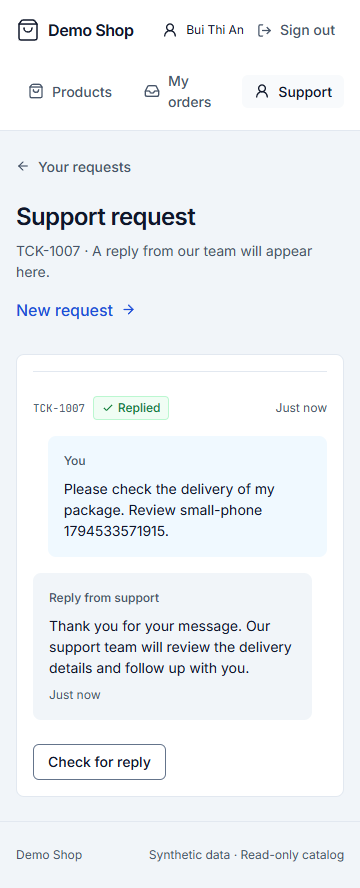 Demo Shop
Bui Thi An
Sign out
Products
My
orders
Support
Your requests
Support request
TCK-1007 · A reply from our team will appear
here.
New request
TCK-1007
Replied
Just now
You
Please check the delivery of my
package. Review small-phone
1794533571915.
Reply from support
Thank you for your message. Our
support team will review the delivery
details and follow up with you.
Just now
Check for reply
Demo Shop
Synthetic data · Read-only catalog